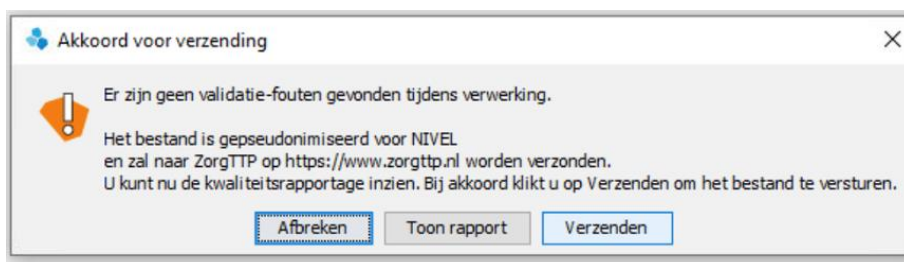 Akkoord voor verzending
Er zijn geen validatie-fouten gevonden tijdens verwerking.
Het bestand is gepseudonimiseerd voor NIVEL
en zal naar ZorgTTP op https://www.zorgttp.nl worden verzonden.
U kunt nu de kwaliteitsrapportage inzien. Bij akkoord klikt u op Verzenden om het bestand te versturen.
Afbreken Toon rapport Verzenden